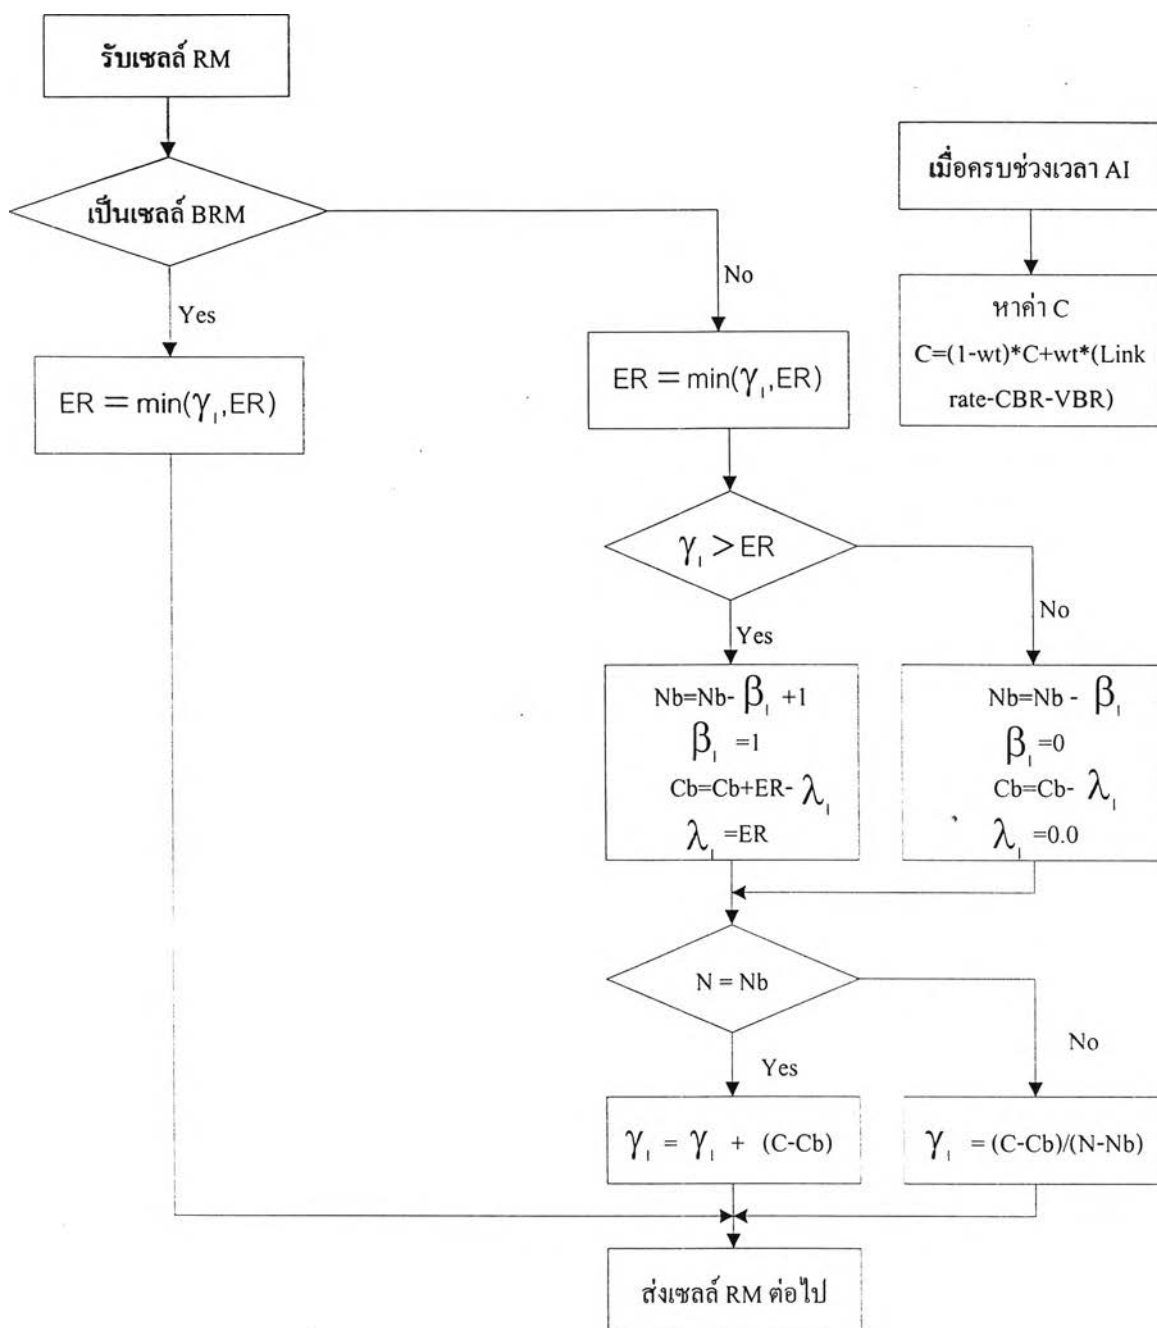 รับเซลล์ RM
เป็นเซลล์ BRM
Yes
No
ER = min(γ₁,ER)
ER = min(γ₁,ER)
γ₁ > ER
Yes
No
Nb=Nb- β₁ +1
β₁ =1
Cb=Cb+ER- λ₁
λ₁ =ER
Nb=Nb - β₁
β₁ =0
Cb=Cb- λ₁
λ₁ =0.0
N = Nb
Yes
No
γ₁ = γ₁ + (C-Cb)
γ₁ = (C-Cb)/(N-Nb)
ส่งเซลล์ RM ต่อไป
เมื่อครบช่วงเวลา AI
หาค่า C
C=(1-wt)*C+wt*(Link
rate-CBR-VBR)